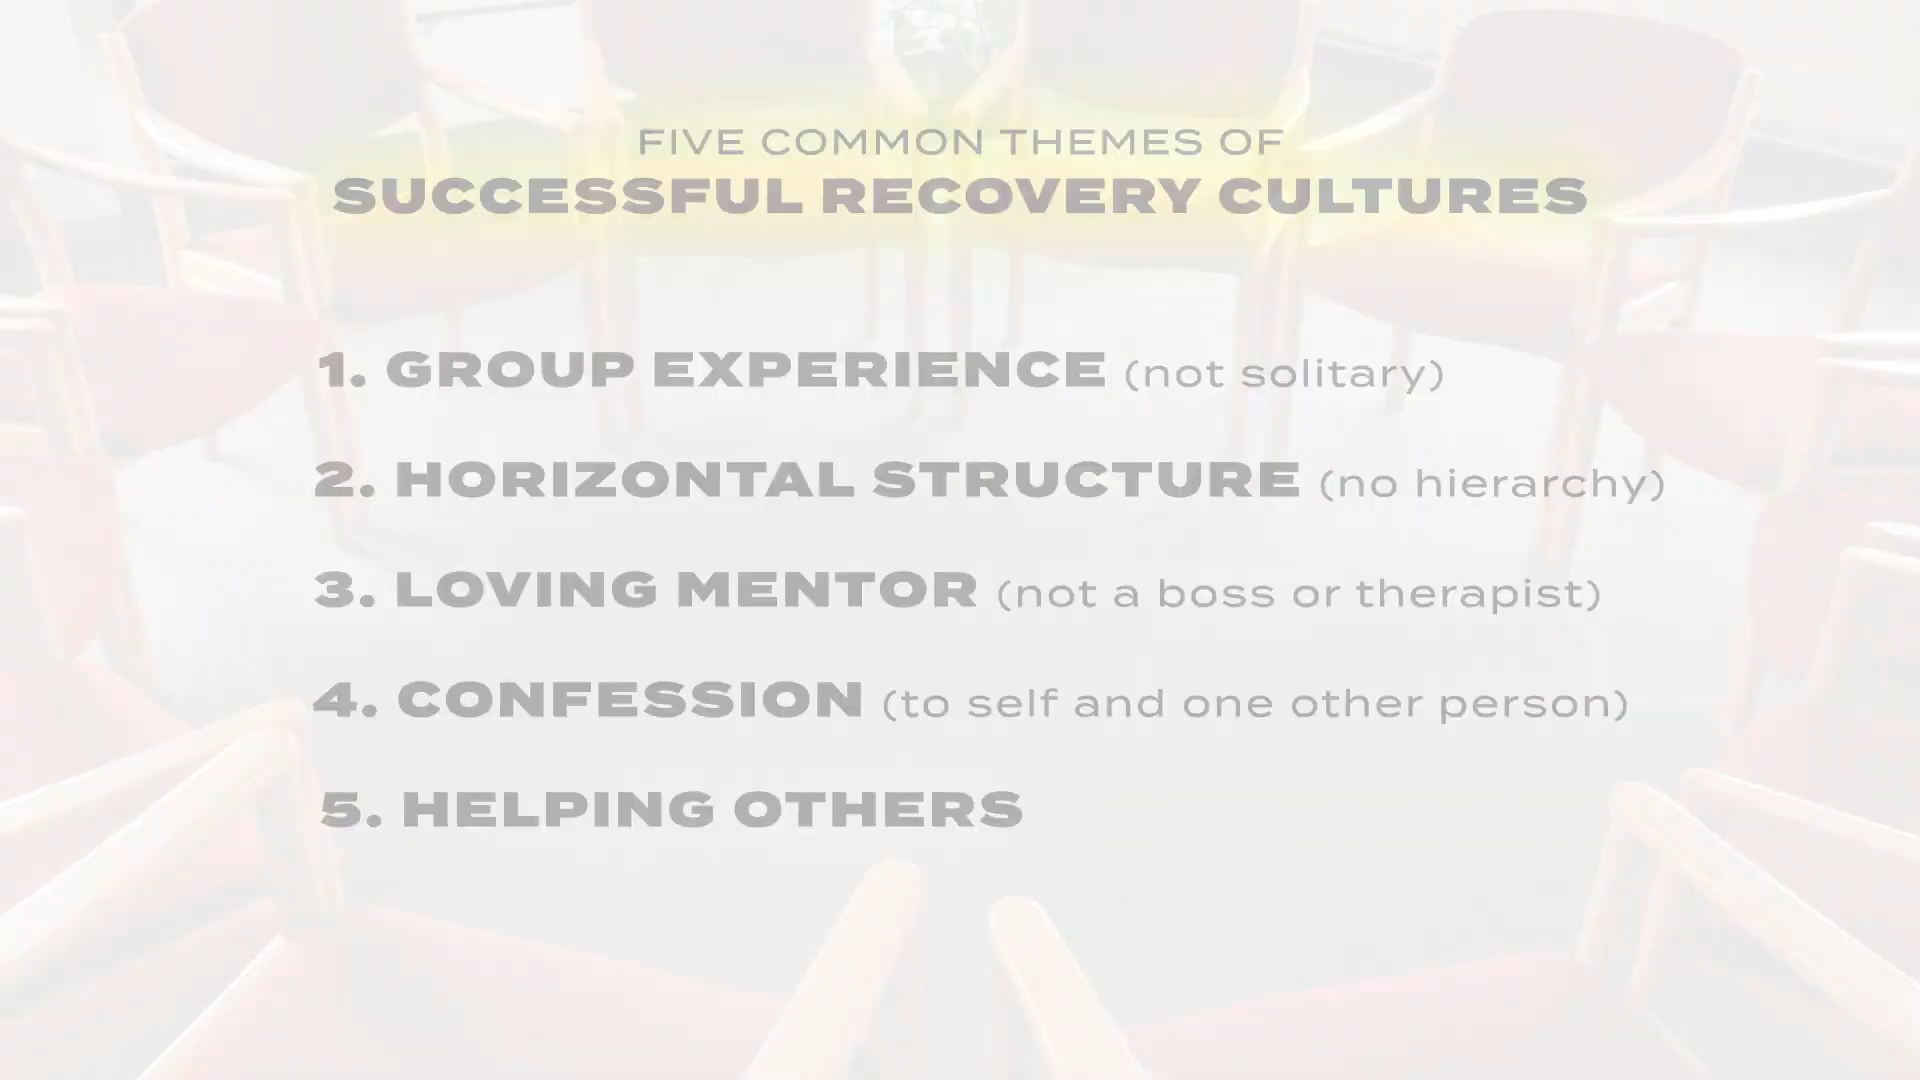 FIVE COMMON THEMES OF
SUCCESSFUL RECOVERY CULTURES
1. GROUP EXPERIENCE (not solitary)
2. HORIZONTAL STRUCTURE (no hierarchy)
3. LOVING MENTOR (not a boss or therapist)
4. CONFESSION (to self and one other person)
5. HELPING OTHERS